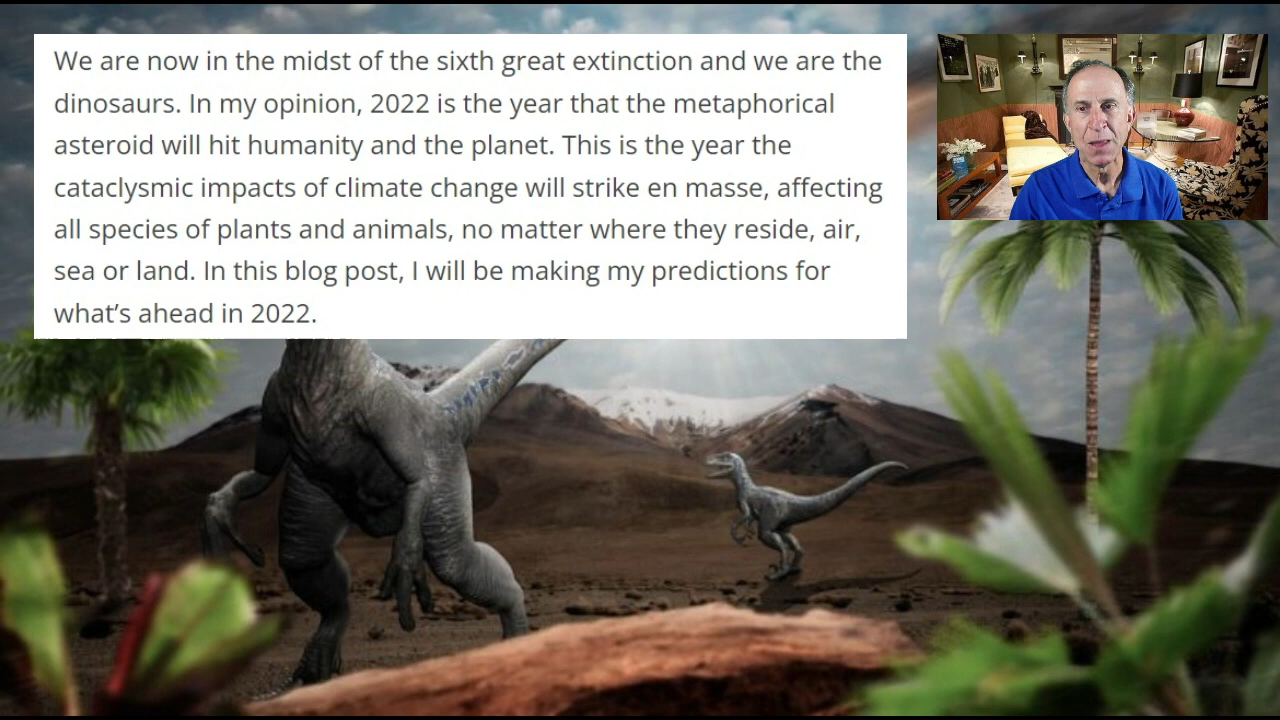 We are now in the midst of the sixth great extinction and we are the
dinosaurs. In my opinion, 2022 is the year that the metaphorical
asteroid will hit humanity and the planet. This is the year the
cataclysmic impacts of climate change will strike en masse, affecting
all species of plants and animals, no matter where they reside, air,
sea or land. In this blog post, I will be making my predictions for
what’s ahead in 2022.